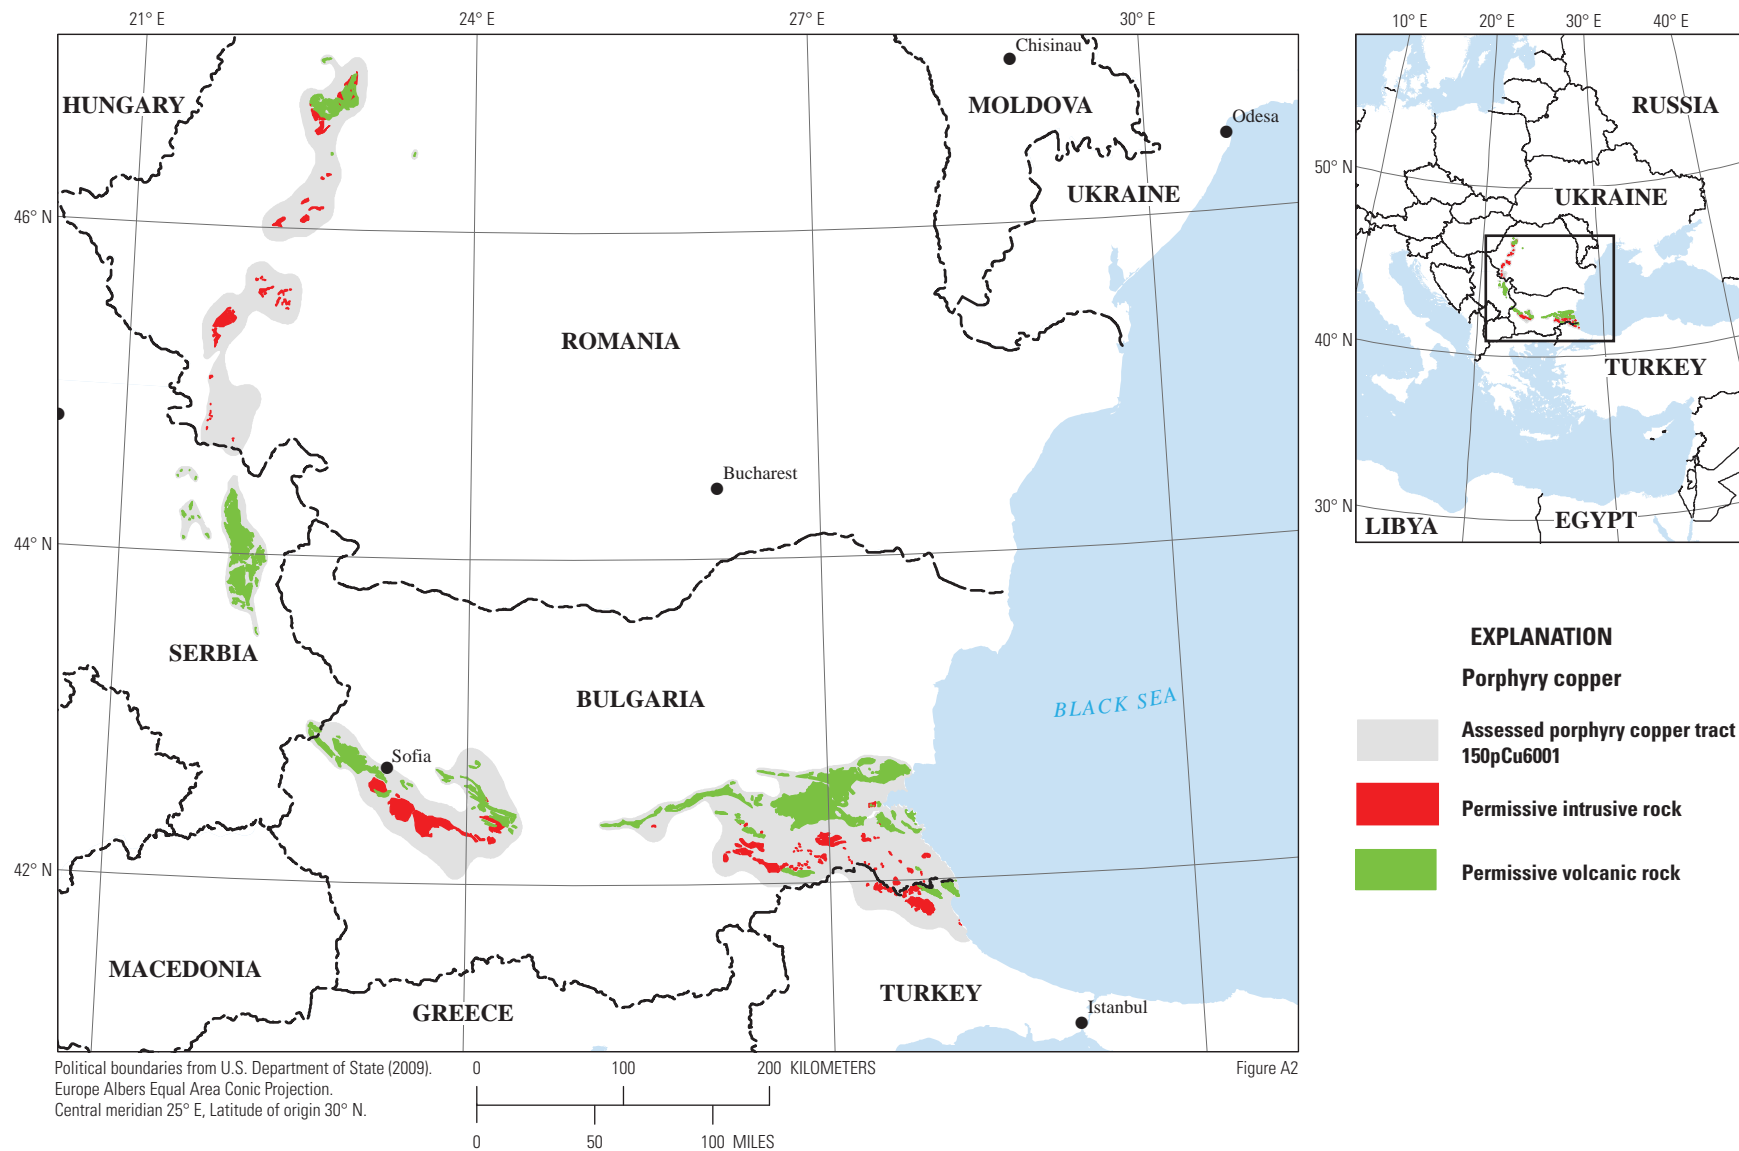 21° E
24° E
27° E
30° E
10° E
20° E
30° E
40° E
Chisinau
HUNGARY
MOLDOVA
Odesa
RUSSIA
50° N
UKRAINE
UKRAINE
46° N
ROMANIA
40° N
TURKEY
Bucharest
30° N
LIBYA
EGYPT
44° N
SERBIA
BULGARIA
BLACK SEA
Sofia
42° N
MACEDONIA
GREECE
TURKEY
Istanbul
EXPLANATION
Porphyry copper
Assessed porphyry copper tract
150pCu6001
Permissive intrusive rock
Permissive volcanic rock
Political boundaries from U.S. Department of State (2009).
Europe Albers Equal Area Conic Projection.
Central meridian 25° E, Latitude of origin 30° N.
0 100 200 KILOMETERS
0 50 100 MILES
Figure A2